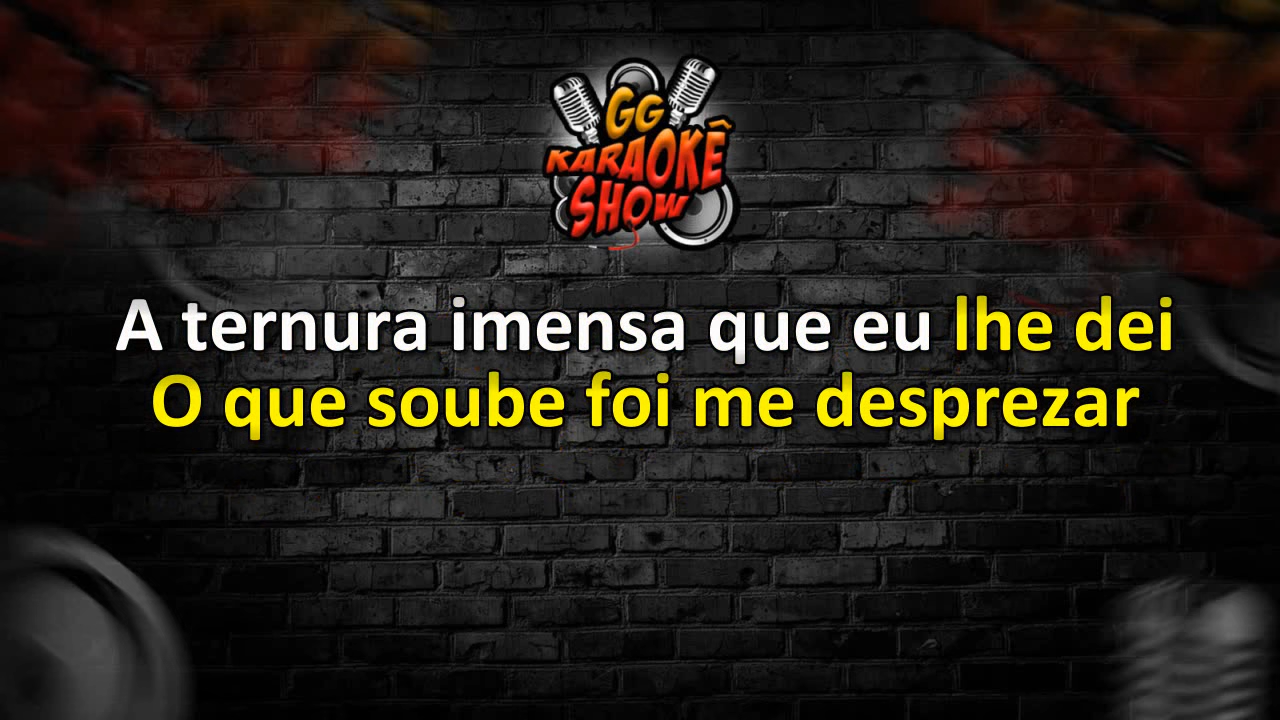 GG
KARAOKÊ
SHOW
A ternura imensa que eu lhe dei
O que soube foi me desprezar